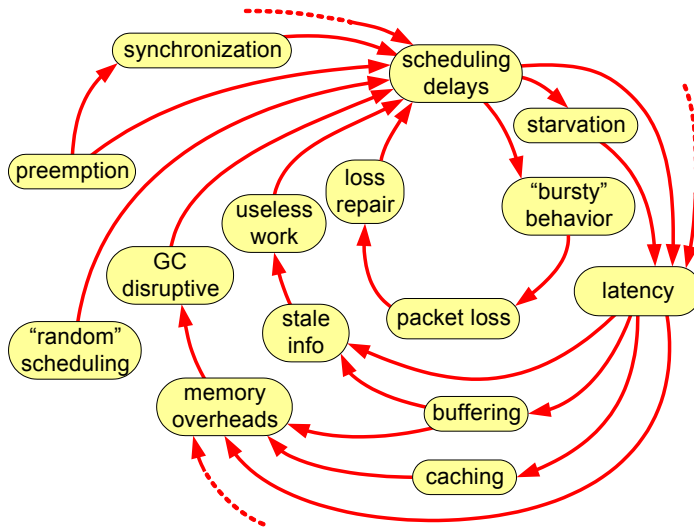 synchronization
scheduling
delays
starvation
preemption
loss
repair
"bursty"
behavior
useless
work
GC
disruptive
latency
packet loss
stale
info
"random"
scheduling
memory
overheads
buffering
caching